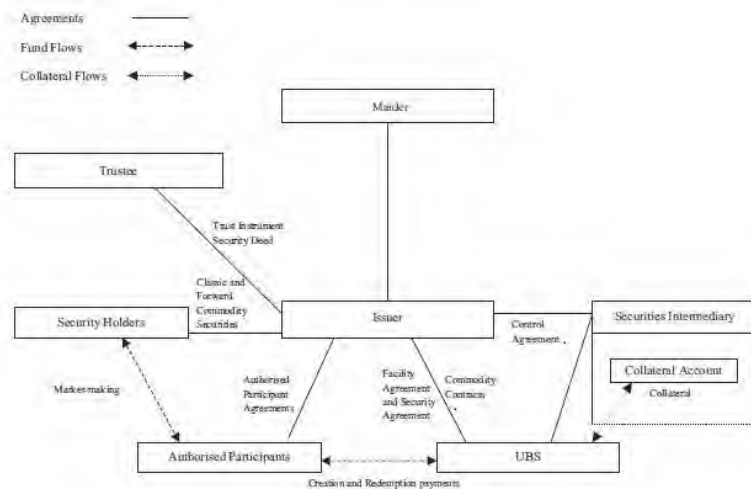 Agreements
Fund Flows
Collateral Flows
Trustee
Trust Instrument
Security Deed
Classic and
Forward
Commodity
Securities
Security Holders
Issuer
Control
Agreement
Securities Intermediary
Collateral Account
Collateral
Market-making
Authorised
Participant
Agreements
Facility
Agreement
and Security
Agreement
Commodity
Contracts
Authorised Participants
UBS
Creation and Redemption payments